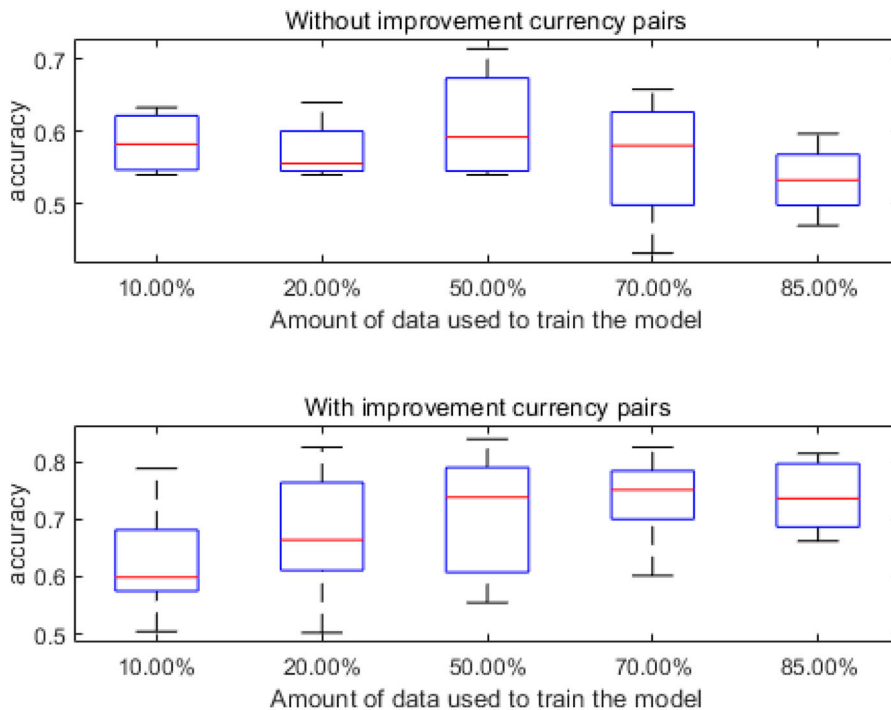 Without improvement currency pairs
0.7
0.6
0.5
accuracy
10.00% 20.00% 50.00% 70.00% 85.00%
Amount of data used to train the model
With improvement currency pairs
0.8
0.7
0.6
0.5
accuracy
10.00% 20.00% 50.00% 70.00% 85.00%
Amount of data used to train the model